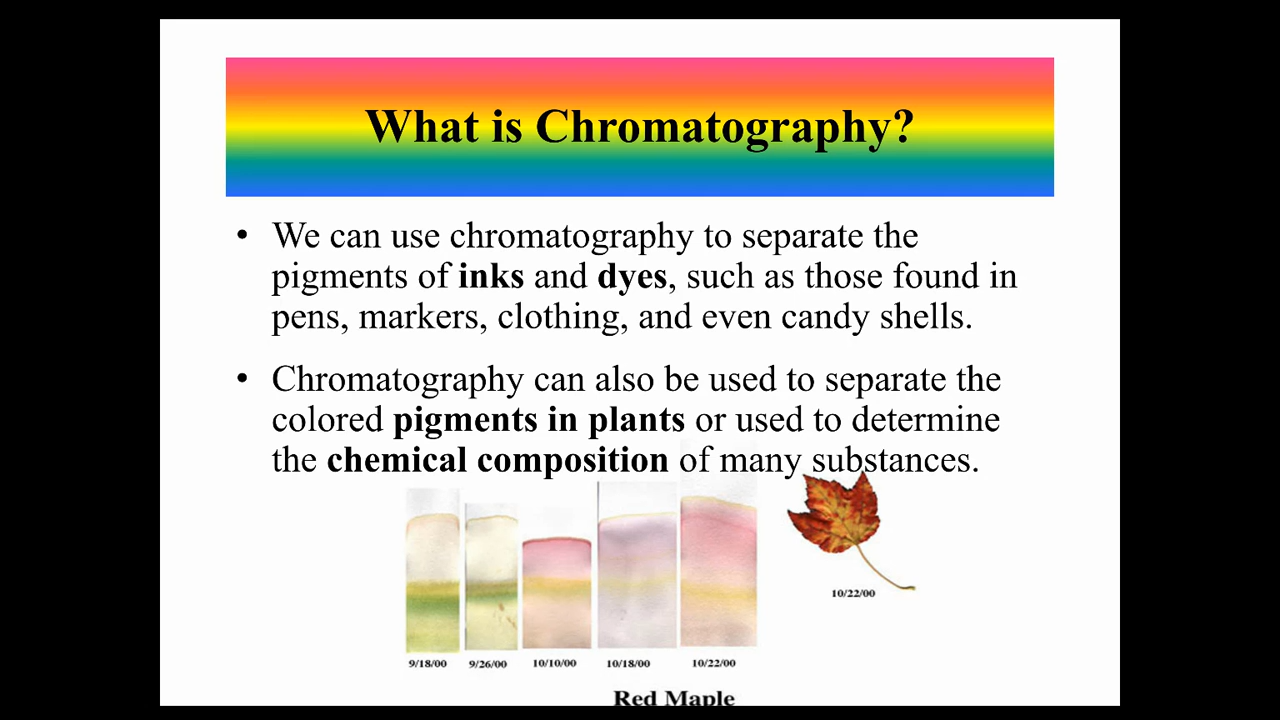 What is Chromatography?
• We can use chromatography to separate the
pigments of inks and dyes, such as those found in
pens, markers, clothing, and even candy shells.
• Chromatography can also be used to separate the
colored pigments in plants or used to determine
the chemical composition of many substances.
10/22/00
9/18/00 9/26/00 10/10/00 10/18/00 10/22/00
Red Maple